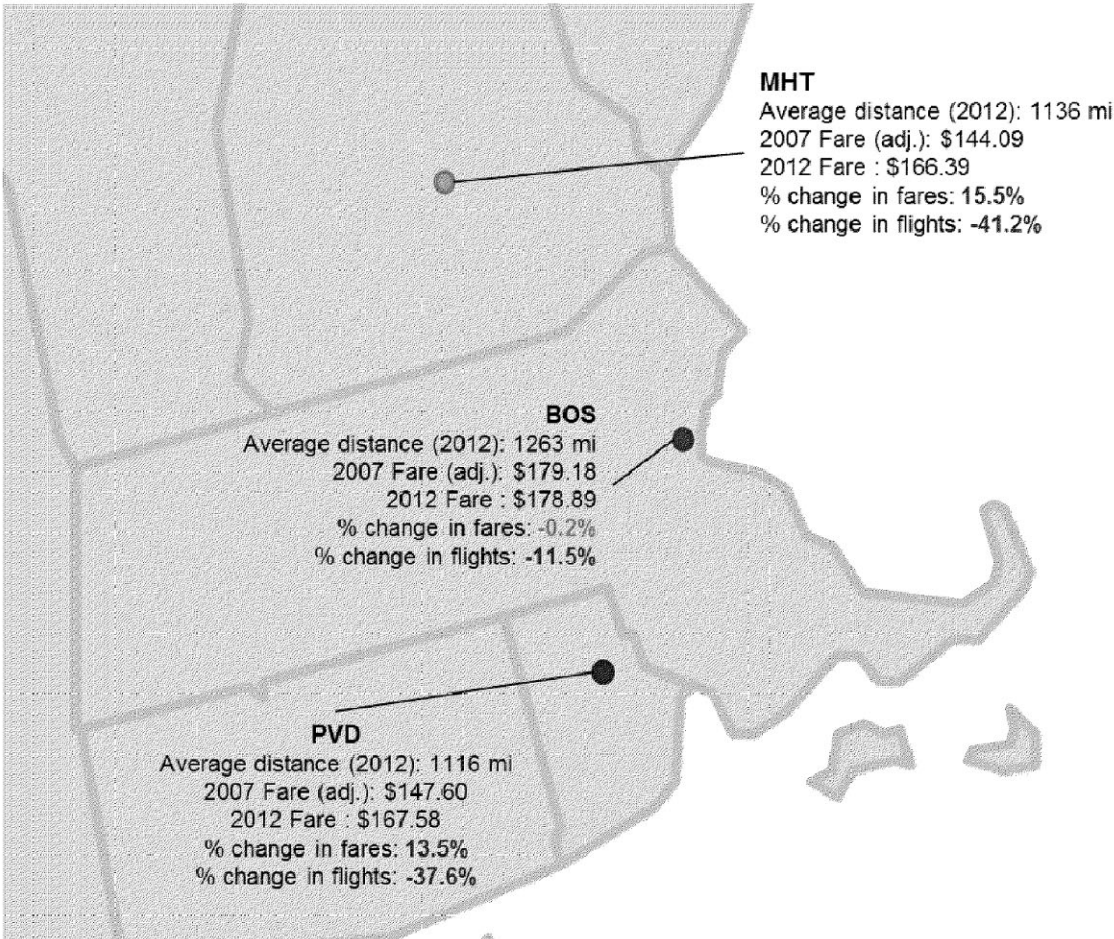 MHT
Average distance (2012): 1136 mi
2007 Fare (adj.): $144.09
2012 Fare : $166.39
% change in fares: 15.5%
% change in flights: -41.2%
BOS
Average distance (2012): 1263 mi
2007 Fare (adj.): $179.18
2012 Fare : $178.89
% change in fares: -0.2%
% change in flights: -11.5%
PVD
Average distance (2012): 1116 mi
2007 Fare (adj.): $147.60
2012 Fare : $167.58
% change in fares: 13.5%
% change in flights: -37.6%